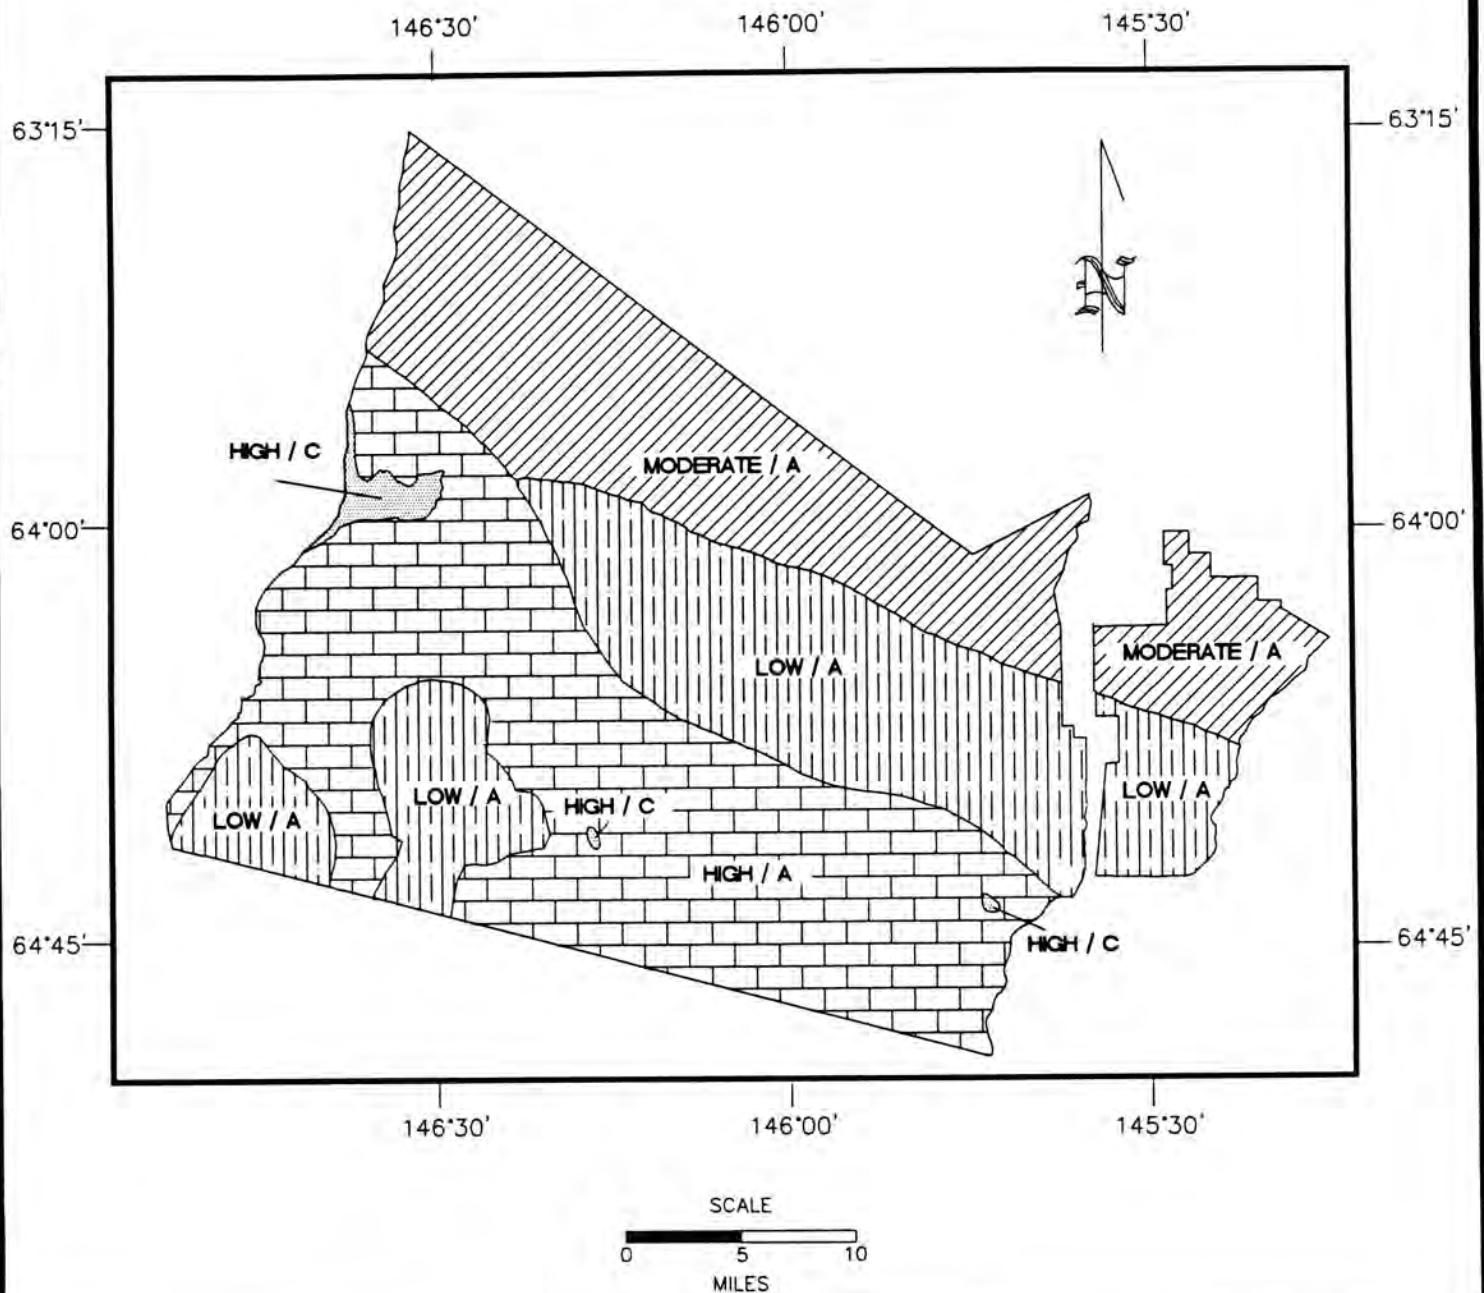 146°30' 146°00' 145°30'
63°15' 63°15'
HIGH / C
MODERATE / A
64°00' 64°00'
MODERATE / A
LOW / A
LOW / A
LOW / A
HIGH / C
LOW / A
HIGH / A
HIGH / C
64°45' 64°45'
146°30' 146°00' 145°30'
SCALE
0 5 10
MILES
N